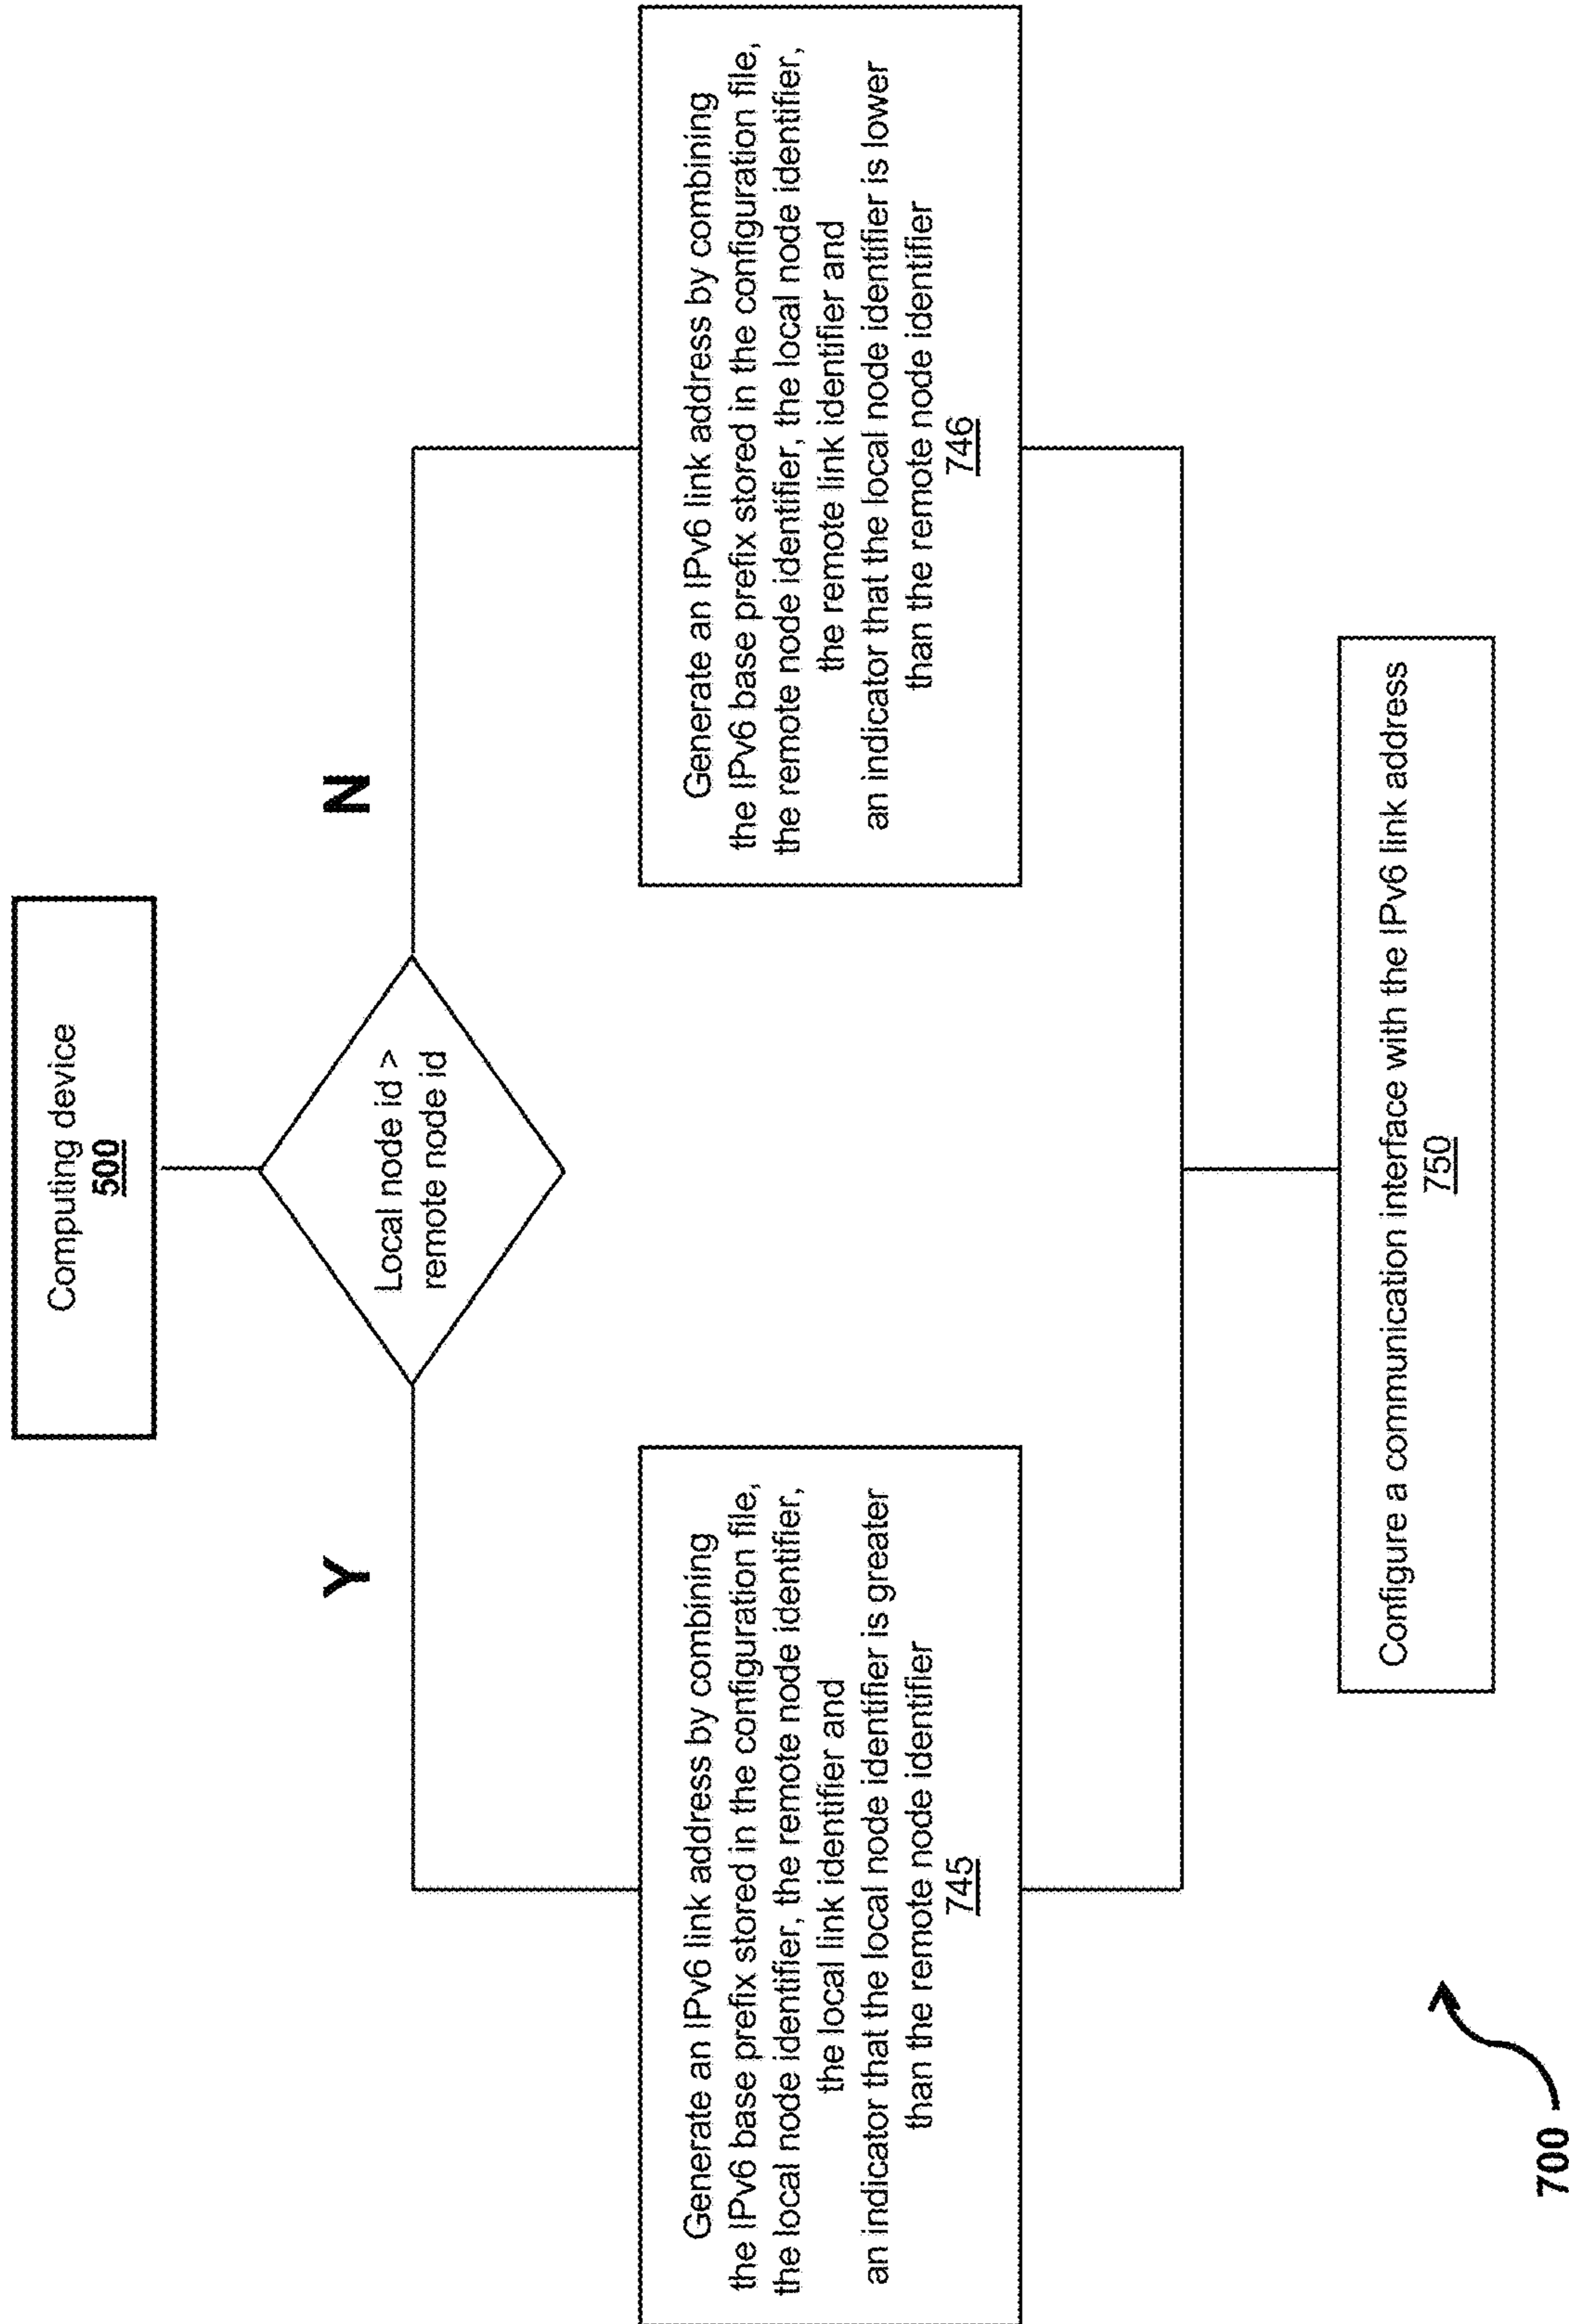 Computing device
500
Local node id >
remote node id
Y
N
Generate an IPv6 link address by combining
the IPv6 base prefix stored in the configuration file,
the local node identifier, the remote node identifier,
the local link identifier and
an indicator that the local node identifier is greater
than the remote node identifier
745
Generate an IPv6 link address by combining
the IPv6 base prefix stored in the configuration file,
the remote node identifier, the local node identifier,
the remote link identifier and
an indicator that the local node identifier is lower
than the remote node identifier
746
Configure a communication interface with the IPv6 link address
750
700